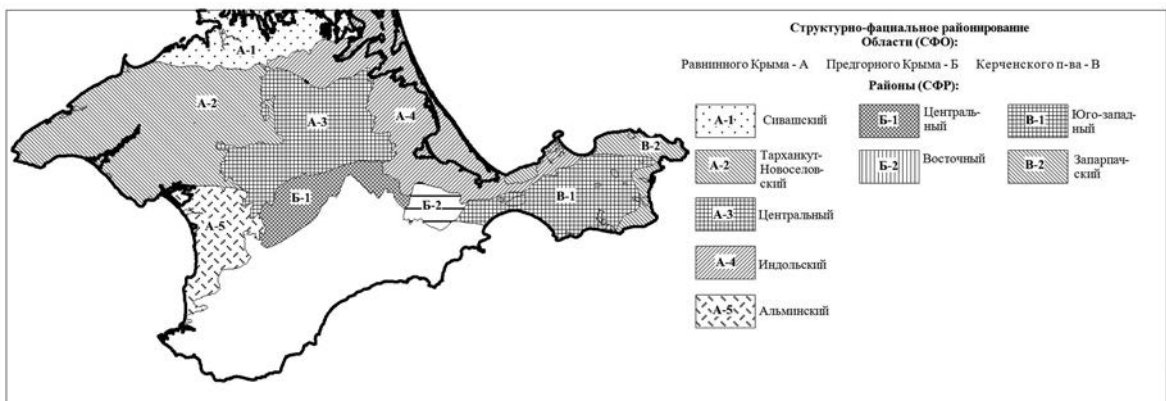 А-1
А-2
А-3
А-4
А-5
Б-1
Б-2
В-1
В-2
Структурно-фациальное районирование
Области (СФО):
Равнинного Крыма - А Предгорного Крыма - Б Керченского п-ва - В
Районы (СФР):
А-1 Сивашский
А-2 Тарханкут-
Новоселов-
ский
А-3 Центральный
А-4 Индольский
А-5 Альминский
Б-1 Централь-
ный
Б-2 Восточный
В-1 Юго-запад-
ный
В-2 Запарпач-
ский